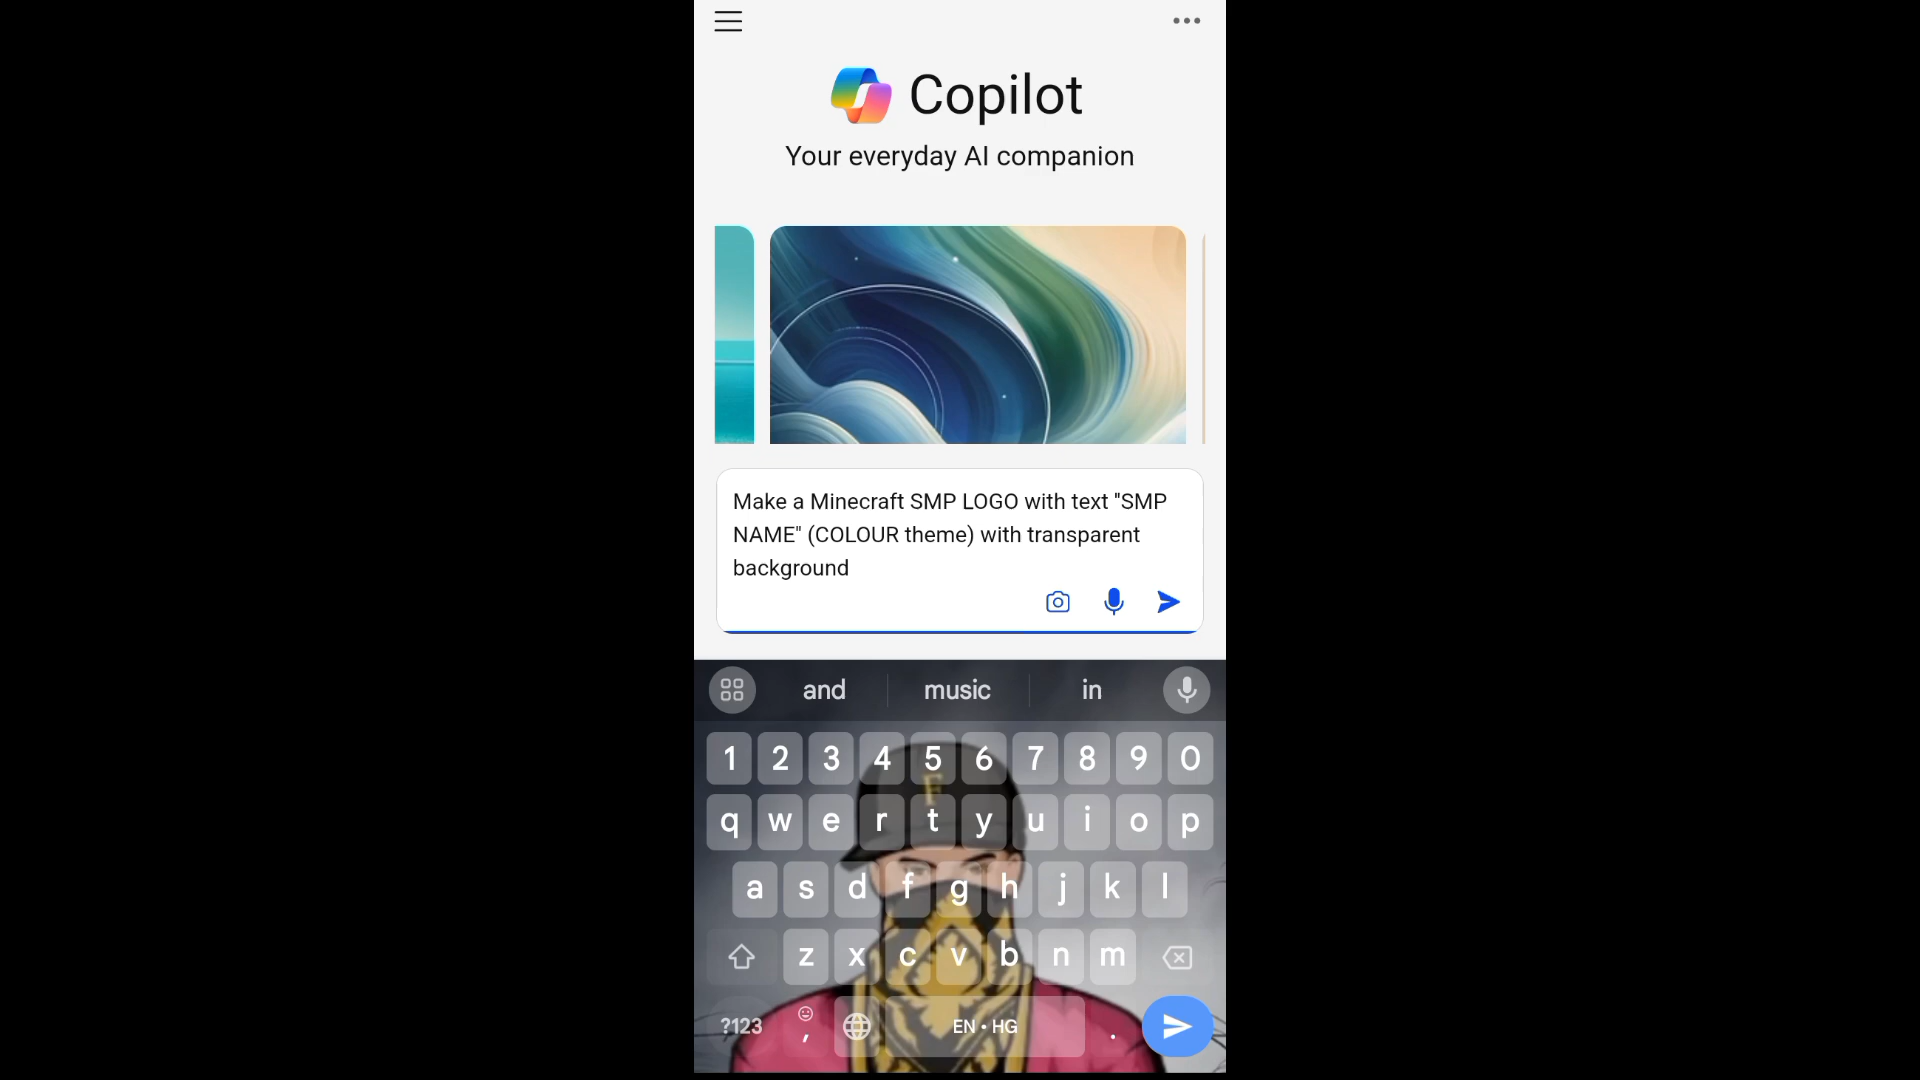 Copilot
Your everyday AI companion
Make a Minecraft SMP LOGO with text "SMP
NAME" (COLOUR theme) with transparent
background
and music in
1 2 3 4 5 6 7 8 9 0
q w e r t y u i o p
a s d f g h j k l
z x c v b n m
?123 , EN • HG .
F